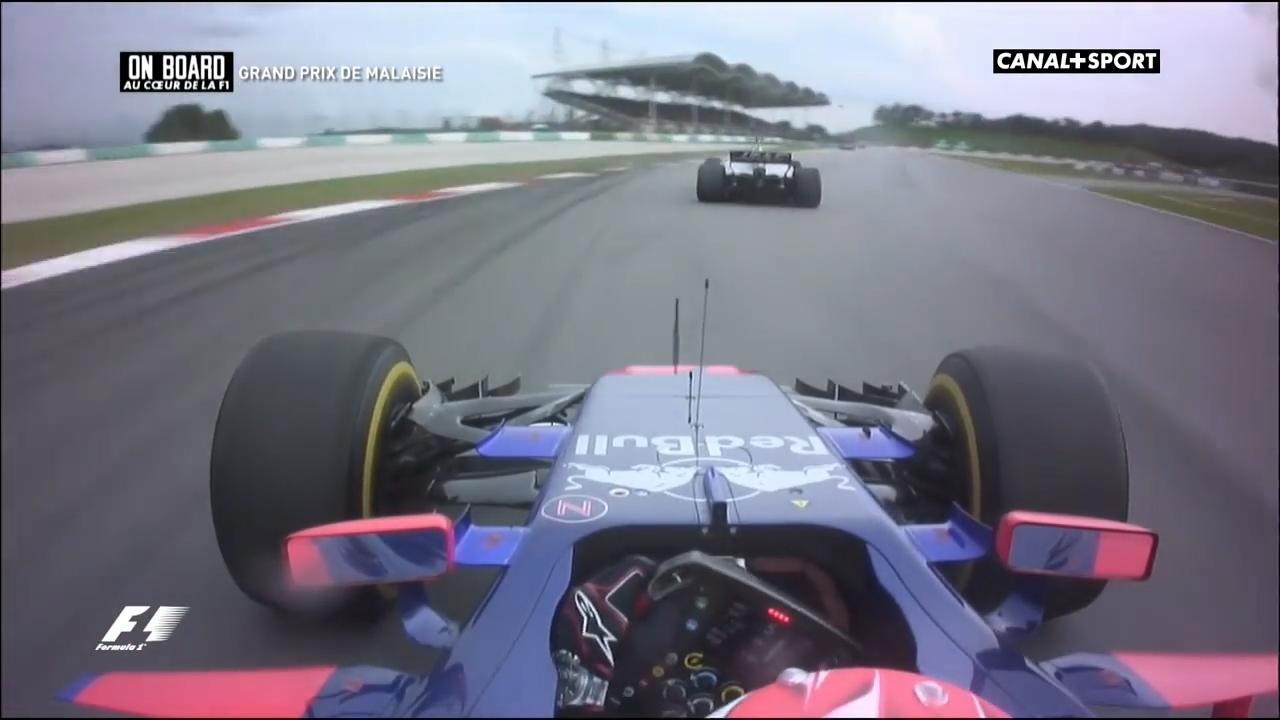 ON BOARD
AU CŒUR DE LA F1
GRAND PRIX DE MALAISIE
CANAL+SPORT
Red Bull
F1
Formula 1